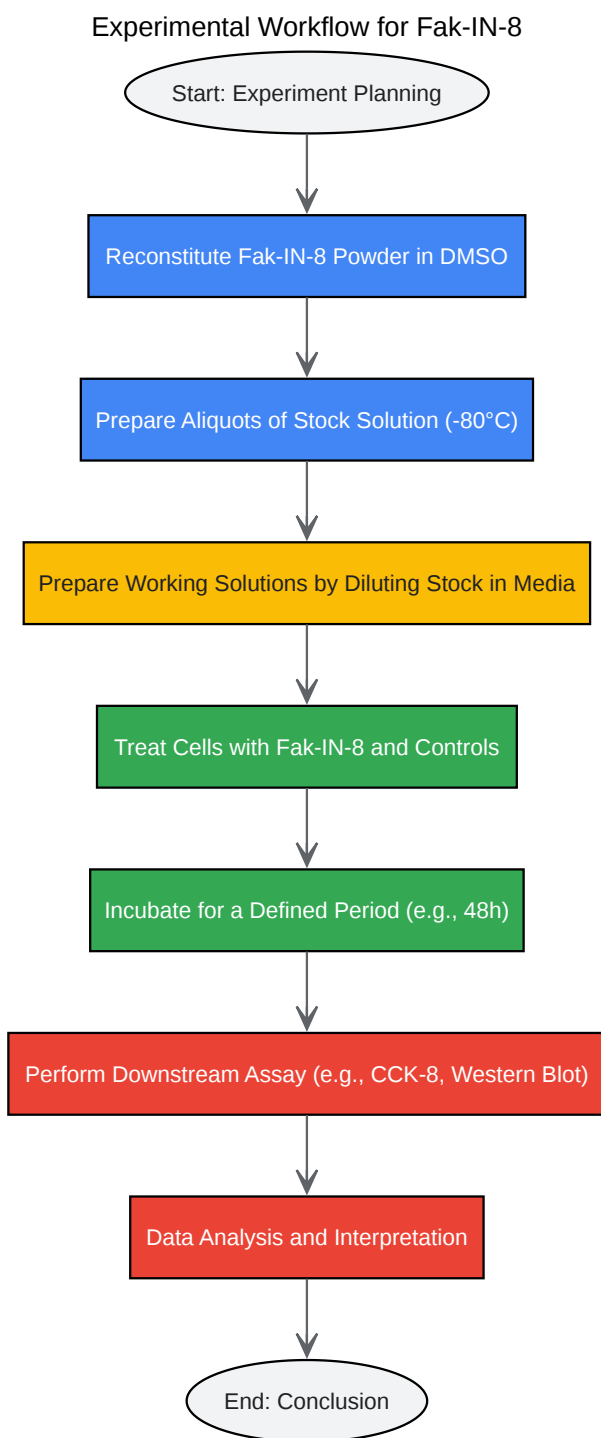 Experimental Workflow for Fak-IN-8
Start: Experiment Planning
Reconstitute Fak-IN-8 Powder in DMSO
Prepare Aliquots of Stock Solution (-80°C)
Prepare Working Solutions by Diluting Stock in Media
Treat Cells with Fak-IN-8 and Controls
Incubate for a Defined Period (e.g., 48h)
Perform Downstream Assay (e.g., CCK-8, Western Blot)
Data Analysis and Interpretation
End: Conclusion